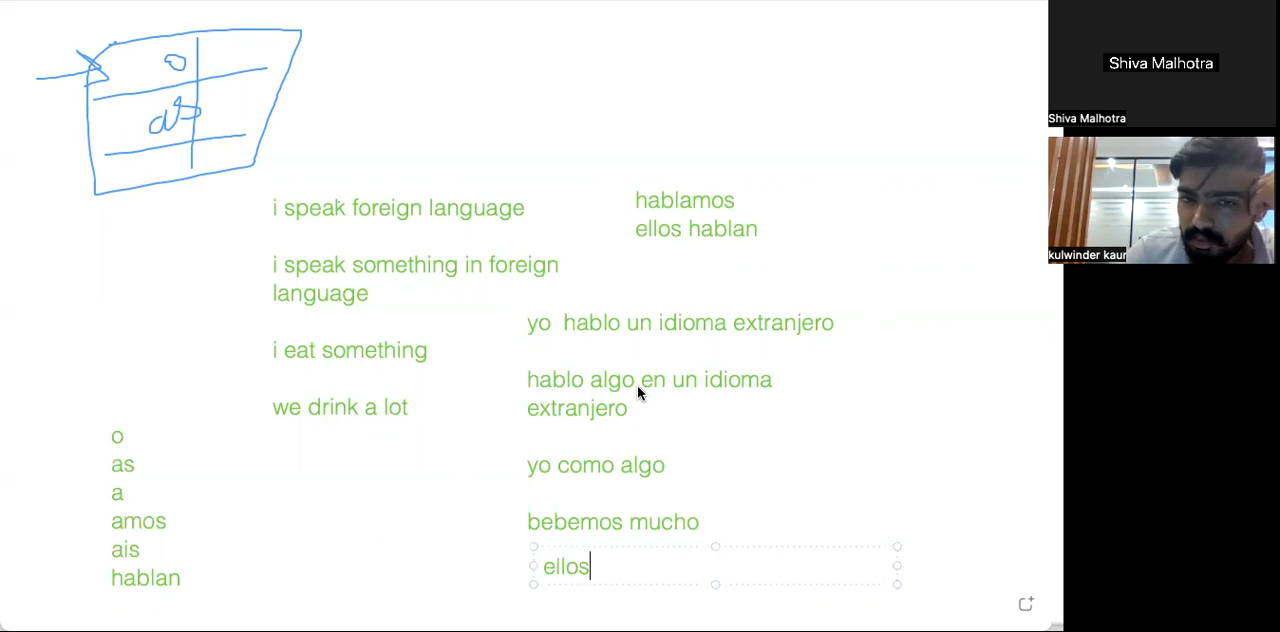 o
as
i speak foreign language
i speak something in foreign
language
i eat something
we drink a lot
hablamos
ellos hablan
yo  hablo un idioma extranjero
hablo algo en un idioma
extranjero
yo como algo
bebemos mucho
ellos
o
as
a
amos
ais
hablan
Shiva Malhotra
Shiva Malhotra
kulwinder kaur